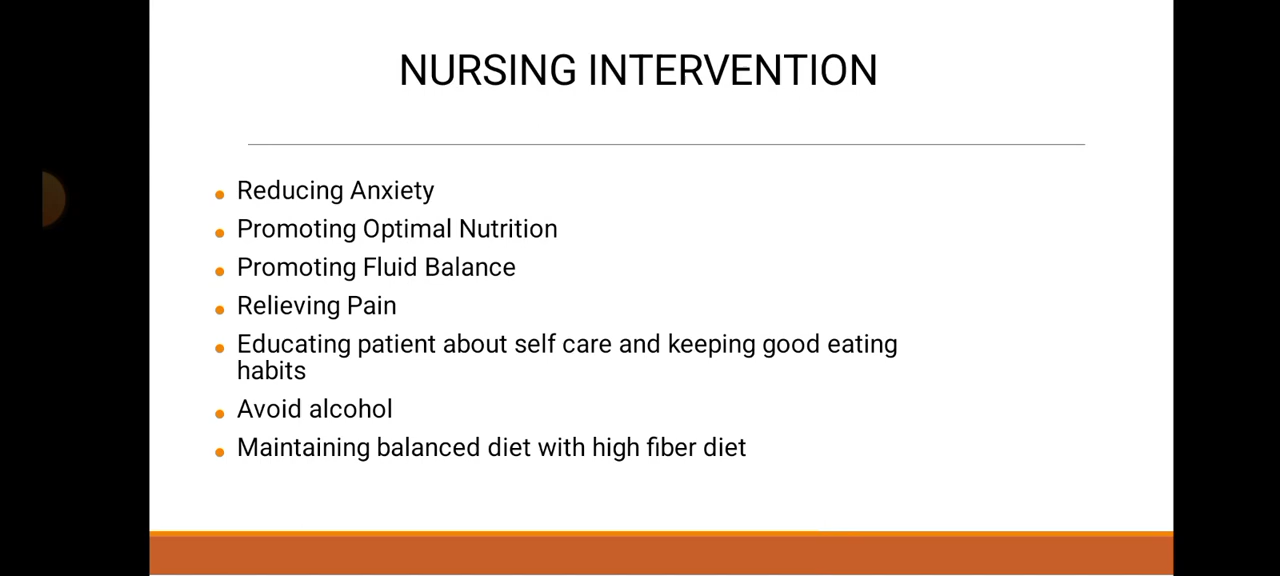 NURSING INTERVENTION
Reducing Anxiety
Promoting Optimal Nutrition
Promoting Fluid Balance
Relieving Pain
Educating patient about self care and keeping good eating
habits
Avoid alcohol
Maintaining balanced diet with high fiber diet